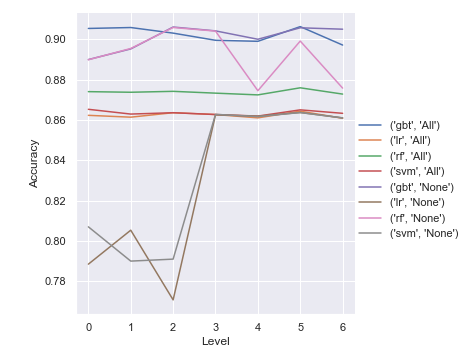 0.90
0.88
0.86
0.84
0.82
0.80
0.78
Accuracy
0 1 2 3 4 5 6
Level
('gbt', 'All')
('lr', 'All')
('rf', 'All')
('svm', 'All')
('gbt', 'None')
('lr', 'None')
('rf', 'None')
('svm', 'None')